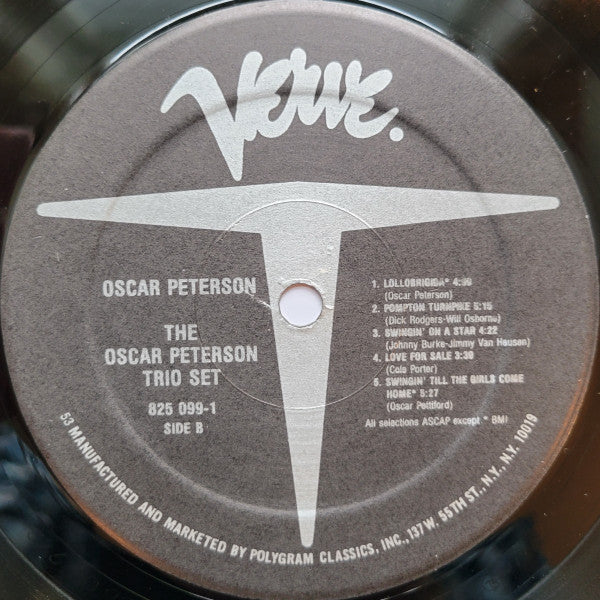 Verve.
OSCAR PETERSON
THE
OSCAR PETERSON
TRIO SET
825 099-1
SIDE B
1. LOLLOBRIGIDA* 4:30
(Oscar Peterson)
2. POMPTON TURNPIKE 5:15
(Dick Rodgers-Will Osborne)
3. SWINGIN' ON A STAR 4:22
(Johnny Burke-Jimmy Van Heusen)
4. LOVE FOR SALE 3:30
(Cole Porter)
5. SWINGIN' TILL THE GIRLS COME
HOME* 5:27
(Oscar Pettiford)
All selections ASCAP except * BMI
53 MANUFACTURED AND MARKETED BY POLYGRAM CLASSICS, INC., 137 W. 55TH ST., N.Y., N.Y. 10019